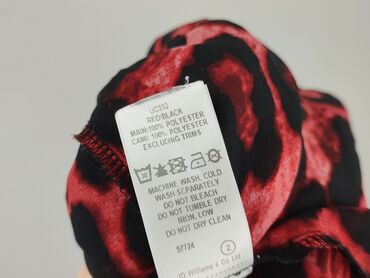 UC332
RED/BLACK
MAIN:100% POLYESTER
CAMI: 100% POLYESTER
EXCLUDING TRIMS
30
MACHINE WASH, COLD
WASH SEPARATELY
DO NOT BLEACH
DO NOT TUMBLE DRY
IRON, LOW
DO NOT DRY CLEAN
57724
2
JD Williams & Co Ltd